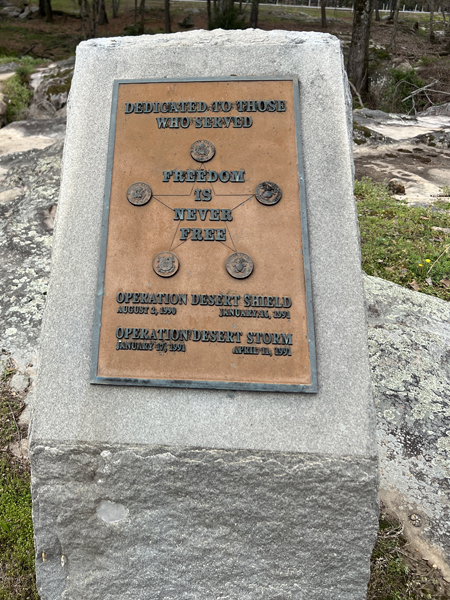 DEDICATED TO THOSE
WHO SERVED
FREEDOM
IS
NEVER
FREE
OPERATION DESERT SHIELD
AUGUST 2, 1990 JANUARY 16, 1991
OPERATION DESERT STORM
JANUARY 17, 1991 APRIL 11, 1991